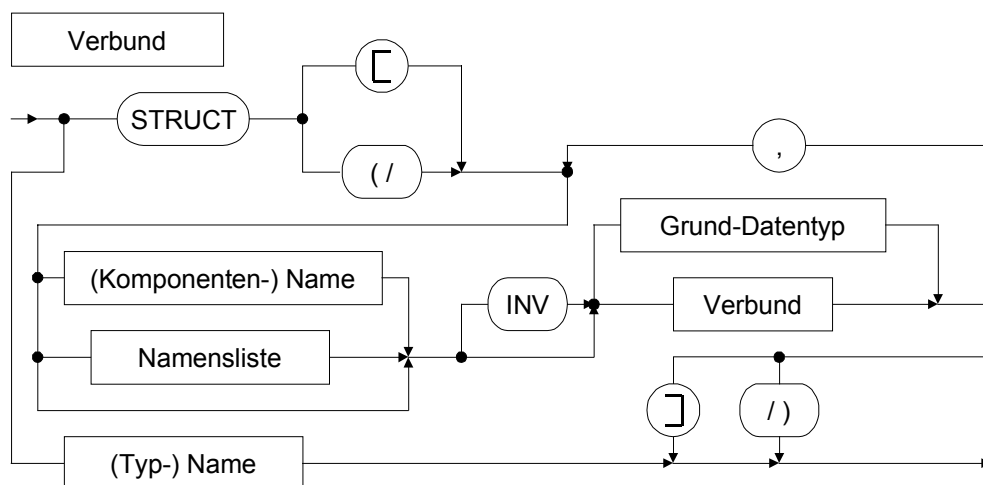 Verbund
[
STRUCT
( /
,
Grund-Datentyp
(Komponenten-) Name
INV
Verbund
Namensliste
]
/ )
(Typ-) Name